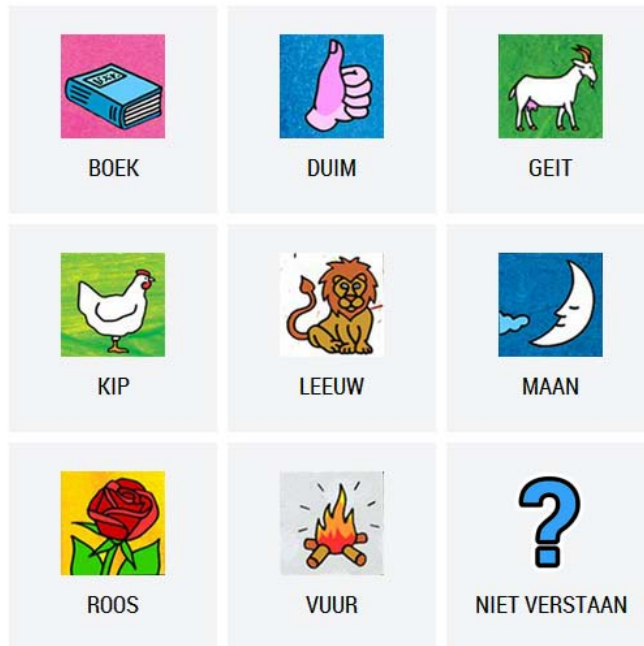 BOEK
DUIM
GEIT
KIP
LEEUW
MAAN
ROOS
VUUR
NIET VERSTAAN